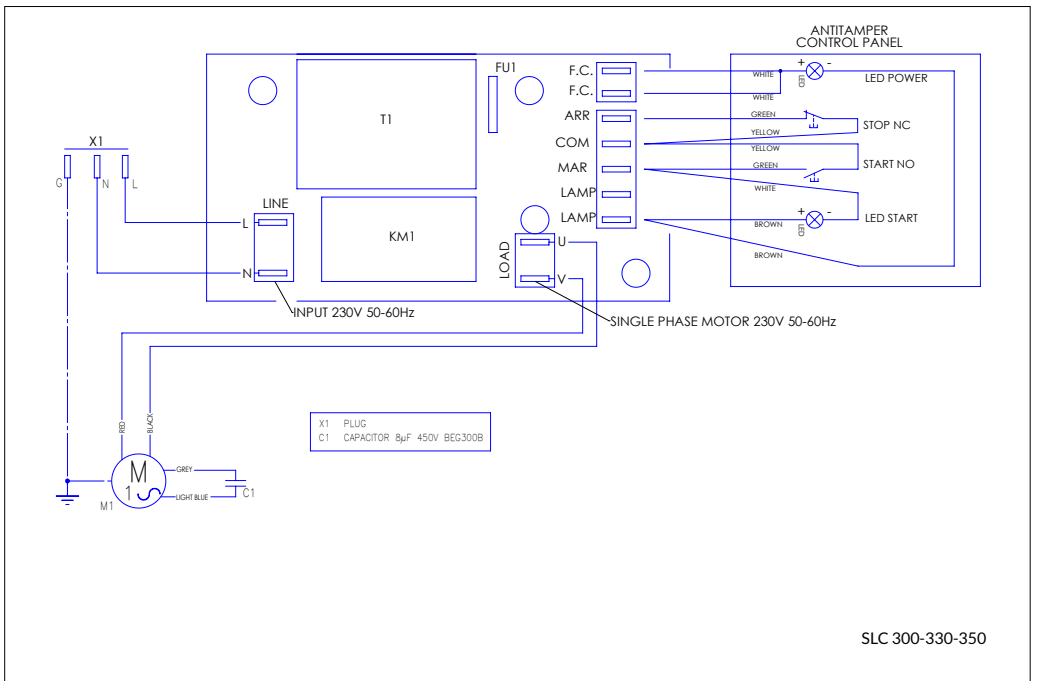 ANTITAMPER
CONTROL PANEL
FU1
F.C.
F.C.
WHITE
WHITE
+ -
LED
LED POWER
T1
ARR
GREEN
STOP NC
COM
YELLOW
YELLOW
START NO
MAR
GREEN
WHITE
X1
G N L
LINE
LAMP
LAMP
BROWN
BROWN
+ -
LED
LED START
L
N
KM1
LOAD
U
V
INPUT 230V 50-60Hz
SINGLE PHASE MOTOR 230V 50-60Hz
RED
BLACK
X1 PLUG
C1 CAPACITOR 8µF 450V BEG300B
M
1
M1
GREY
LIGHT BLUE
C1
SLC 300-330-350